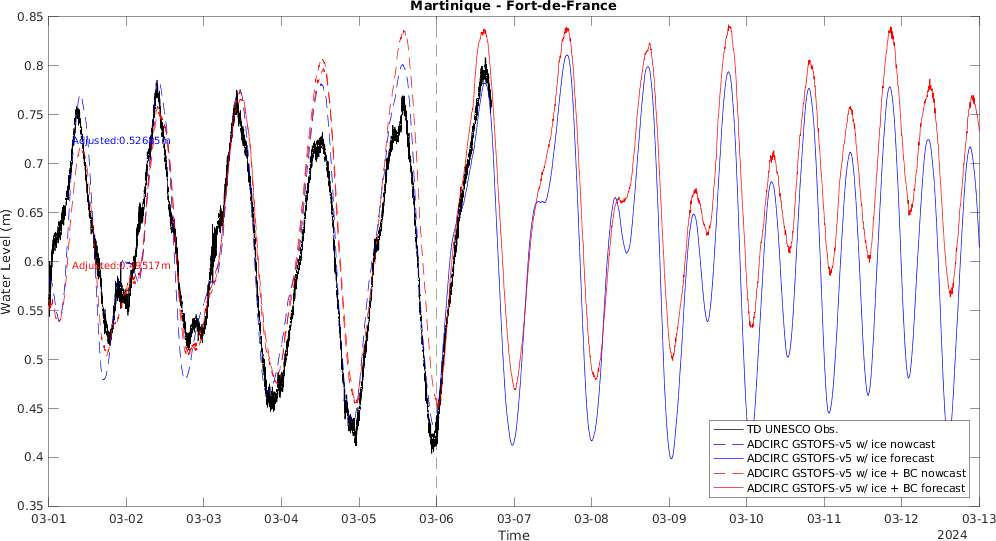 Martinique - Fort-de-France
0.85
0.8
0.75
0.7
0.65
0.6
0.55
0.5
0.45
0.4
0.35
Water Level (m)
Adjusted:
Adjusted:
TD UNESCO Obs.
ADCIRC GSTOFS-v5 w/ ice nowcast
ADCIRC GSTOFS-v5 w/ ice forecast
ADCIRC GSTOFS-v5 w/ ice + BC nowcast
ADCIRC GSTOFS-v5 w/ ice + BC forecast
03-01 03-02 03-03 03-04 03-05 03-06 03-07 03-08 03-09 03-10 03-11 03-12 03-13
Time
2024